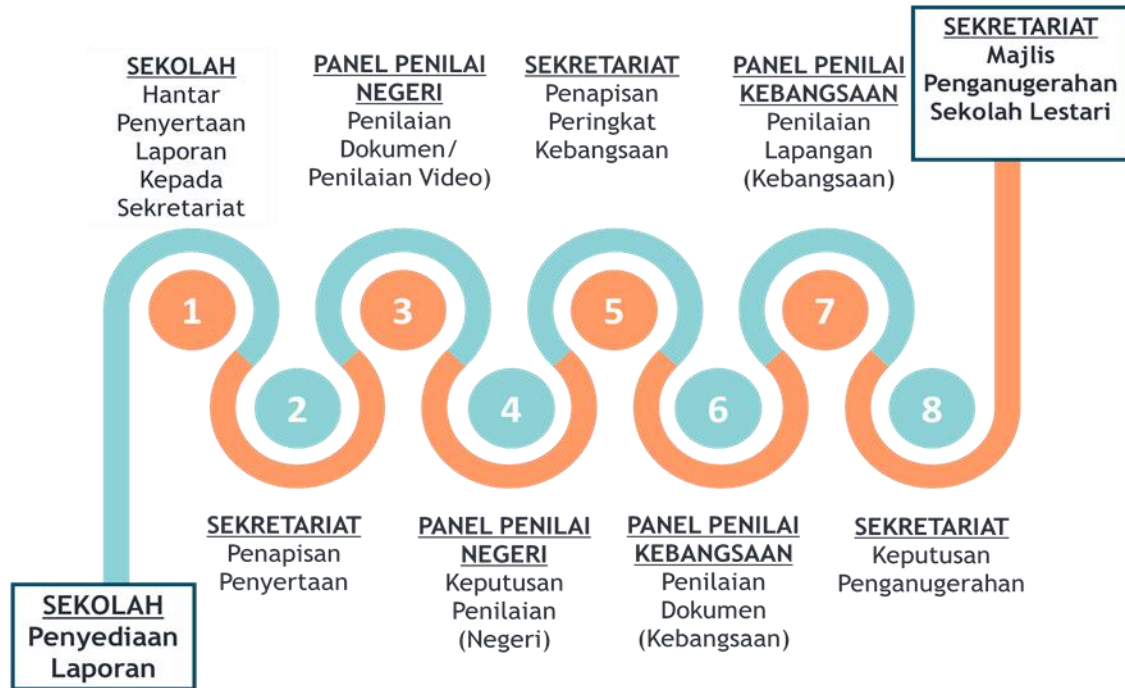 SEKOLAH
Penyediaan
Laporan
1
SEKOLAH
Hantar
Penyertaan
Laporan
Kepada
Sekretariat
2
SEKRETARIAT
Penapisan
Penyertaan
3
PANEL PENILAI
NEGERI
Penilaian
Dokumen/
Penilaian Video)
4
PANEL PENILAI
NEGERI
Keputusan
Penilaian
(Negeri)
5
SEKRETARIAT
Penapisan
Peringkat
Kebangsaan
6
PANEL PENILAI
KEBANGSAAN
Penilaian
Dokumen
(Kebangsaan)
7
PANEL PENILAI
KEBANGSAAN
Penilaian
Lapangan
(Kebangsaan)
8
SEKRETARIAT
Keputusan
Penganugerahan
SEKRETARIAT
Majlis
Penganugerahan
Sekolah Lestari